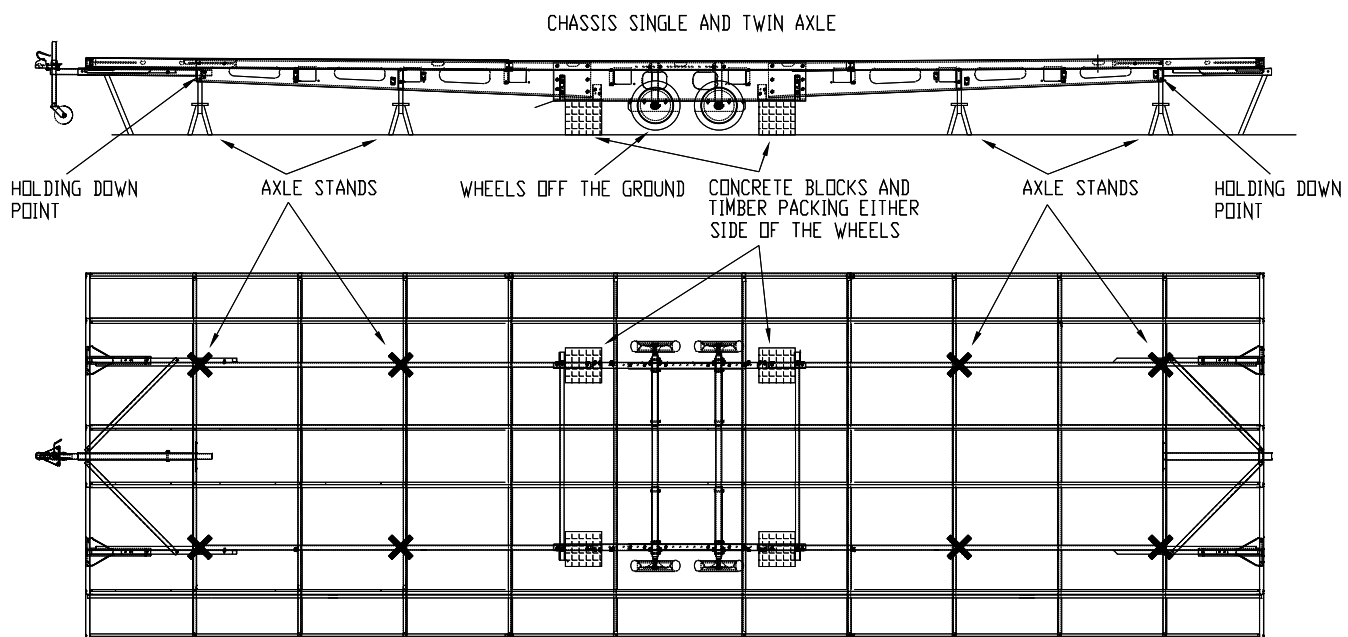 CHASSIS SINGLE AND TWIN AXLE
HOLDING DOWN
POINT
AXLE STANDS
WHEELS OFF THE GROUND
CONCRETE BLOCKS AND
TIMBER PACKING EITHER
SIDE OF THE WHEELS
AXLE STANDS
HOLDING DOWN
POINT